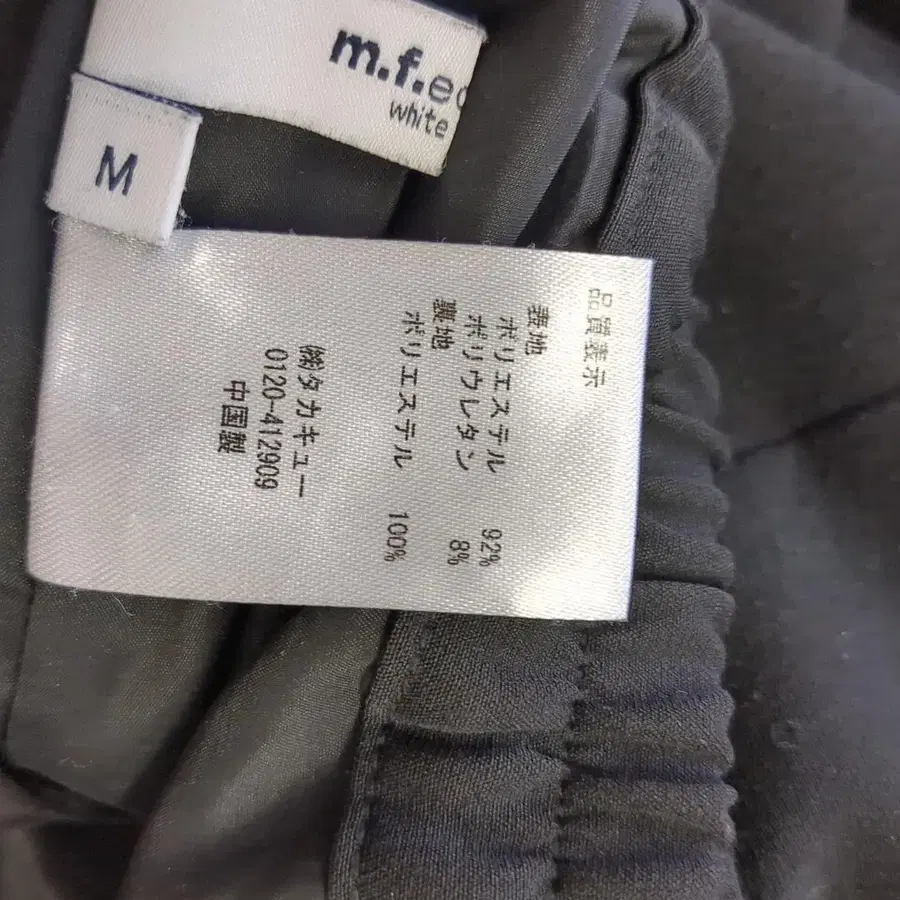 m.f.e
white
M
品質表示
表地
ポリエステル 92%
ポリウレタン 8%
裏地
ポリエステル 100%
㈱タカキュー
0120-412909
中国製